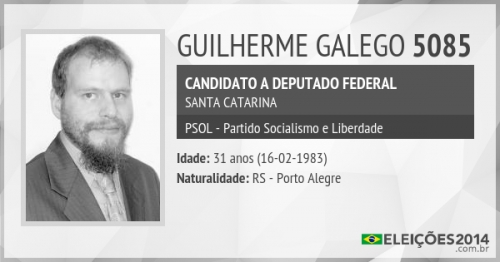 GUILHERME GALEGO 5085
CANDIDATO A DEPUTADO FEDERAL
SANTA CATARINA
PSOL - Partido Socialismo e Liberdade
Idade: 31 anos (16-02-1983)
Naturalidade: RS - Porto Alegre
ELEIÇÕES2014
.com.br